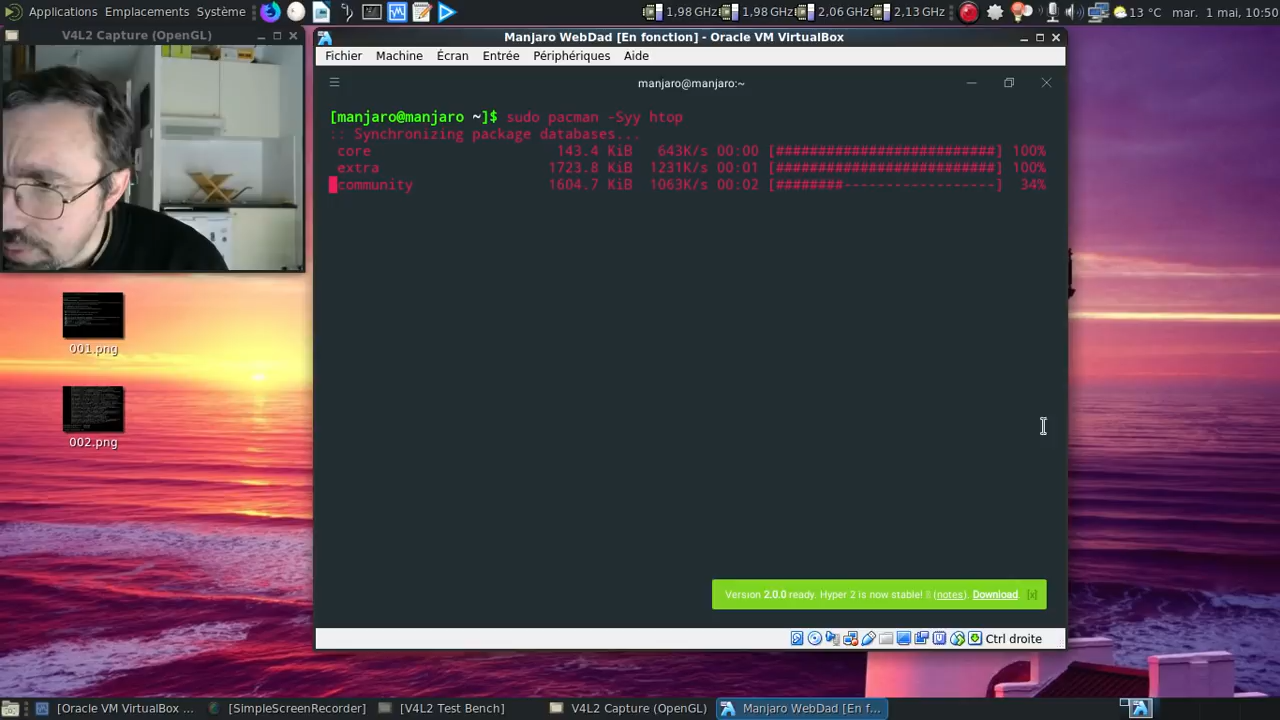 Applications Emplacements Système 1,98 GHz 1,98 GHz 2,06 GHz 2,13 GHz 13 °C mar. 1 mai, 10:50
V4L2 Capture (OpenGL)
Manjaro WebDad [En fonction] - Oracle VM VirtualBox
Fichier Machine Écran Entrée Périphériques Aide
manjaro@manjaro:~
[manjaro@manjaro ~]$ sudo pacman -Syy htop
:: Synchronizing package databases...
core 143.4 KiB 643K/s 00:00 [##########################] 100%
extra 1723.8 KiB 1231K/s 00:01 [##########################] 100%
community 1604.7 KiB 1063K/s 00:02 [########------------------] 34%
001.png
002.png
Version 2.0.0 ready. Hyper 2 is now stable! (notes). Download. [x]
Ctrl droite
[Oracle VM VirtualBox ... [SimpleScreenRecorder] [V4L2 Test Bench] V4L2 Capture (OpenGL) Manjaro WebDad [En f...